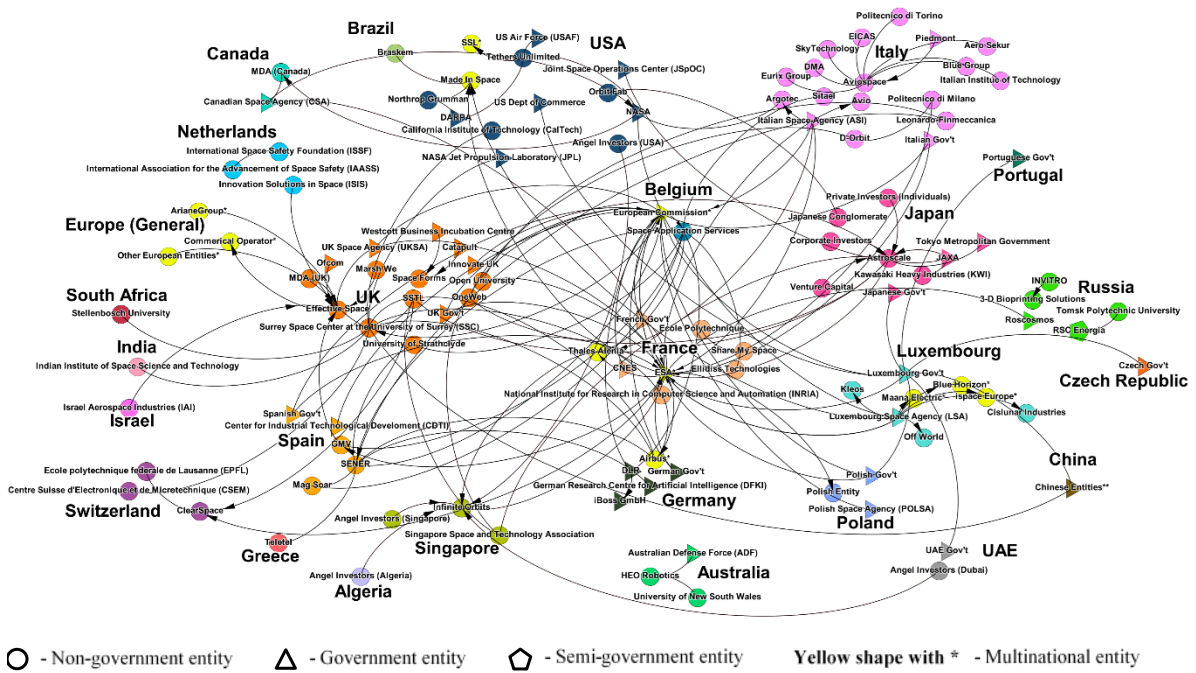 Politecnico di Torino
Brazil
US Air Force (USAF)
EICAS
Piedmont
SSL*
USA
SkyTechnology
Italy
Aero Sekur
Canada
Braskem
Tethers Unlimited
DMA
Blue Group
MDA (Canada)
Joint Space Operations Center (JSpOC)
Eurix Group
Aviospace
Italian Institue of Technology
Made In Space
Orbit Fab
Sitael
Canadian Space Agency (CSA)
Northrop Grumman
US Dept of Commerce
Argotec
Avio
Politecnico di Milano
NASA
DARPA
Italian Space Agency (ASI)
Leonardo-Finmeccanica
Netherlands
California Institute of Technology (CalTech)
D-Orbit
Italian Gov't
International Space Safety Foundation (ISSF)
Angel Investors (USA)
NASA Jet Propulsion Laboratory (JPL)
Portuguese Gov't
International Association for the Advancement of Space Safety (IAASS)
Portugal
Innovation Solutions in Space (ISIS)
Belgium
Private Investors (Individuals)
ArianeGroup*
European Commission*
Japanese Conglomerate
Japan
Europe (General)
Westcott Business Incubation Centre
Space Application Services
Commerical Operator*
UK Space Agency (UKSA)
Catapult
Corporate Investors
Tokyo Metropolitan Government
Other European Entities*
Ofcom
Marsh We
Innovate UK
Astroscale
JAXA
MDA (UK)
Space Forms
Open University
Kawasaki Heavy Industries (KWI)
INVITRO
Russia
South Africa
UK
SSTL
OneWeb
Venture Capital
Japanese Gov't
3-D Bioprinting Solutions
Stellenbosch University
Effective Space
UK Gov't
Tomsk Polytechnic University
French Gov't
Roscosmos
Surrey Space Center at the University of Surrey (SSC)
Ecole Polytechnique
RSC Energia
India
University of Strathclyde
Thales Alenia*
France
Share My Space
Luxembourg
Indian Institute of Space Science and Technology
CNES
ESA*
Ellidiss Technologies
Luxembourg Gov't
Czech Gov't
Czech Republic
National Institute for Research in Computer Science and Automation (INRIA)
Kleos
Blue Horizon*
Maana Electric*
Ispace Europe*
Israel Aerospace Industries (IAI)
Spanish Gov't
Luxembourg Space Agency (LSA)
Cislunar Industries
Israel
Center for Industrial Technological Develoment (CDTI)
Spain
GMV
Off World
SENER
Airbus*
China
Ecole polytechnique federale de Lausanne (EPFL)
DLR
German Gov't
Polish Gov't
Centre Suisse d'Electronique et de Microtechnique (CSEM)
Mag Soar
German Research Centre for Artificial Intelligence (DFKI)
Polish Entity
Chinese Entities**
Switzerland
ClearSpace
iBoss GmbH
Germany
Polish Space Agency (POLSA)
Infinite Orbits
Poland
Angel Investors (Singapore)
Singapore Space and Technology Association
Teletel
Greece
Singapore
Australian Defense Force (ADF)
UAE Gov't
UAE
Angel Investors (Algeria)
HEO Robotics
Australia
Angel Investors (Dubai)
Algeria
University of New South Wales
- Non-government entity - Government entity - Semi-government entity Yellow shape with * - Multinational entity